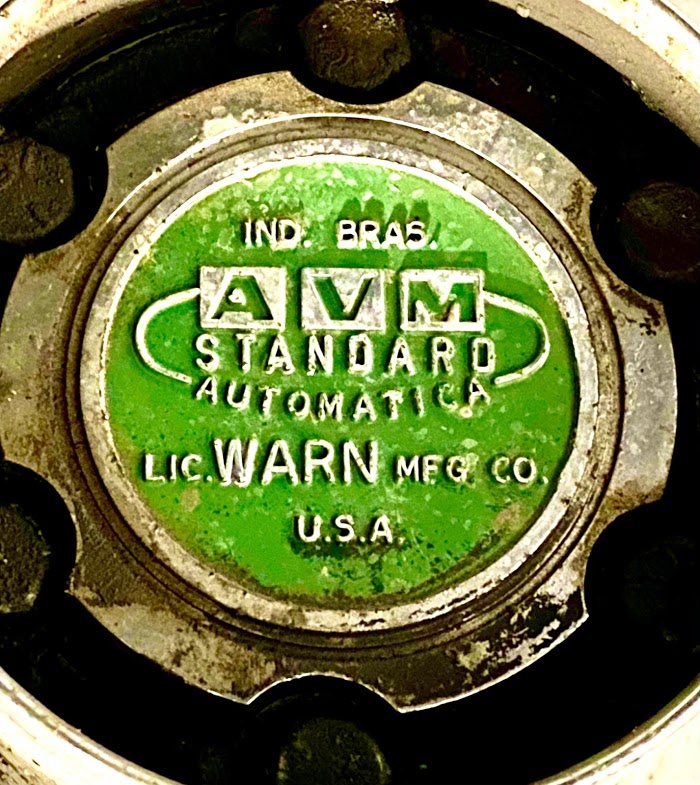 IND. BRAS.
AVM
STANDARD
AUTOMATICA
LIC. WARN MFG CO.
U.S.A.